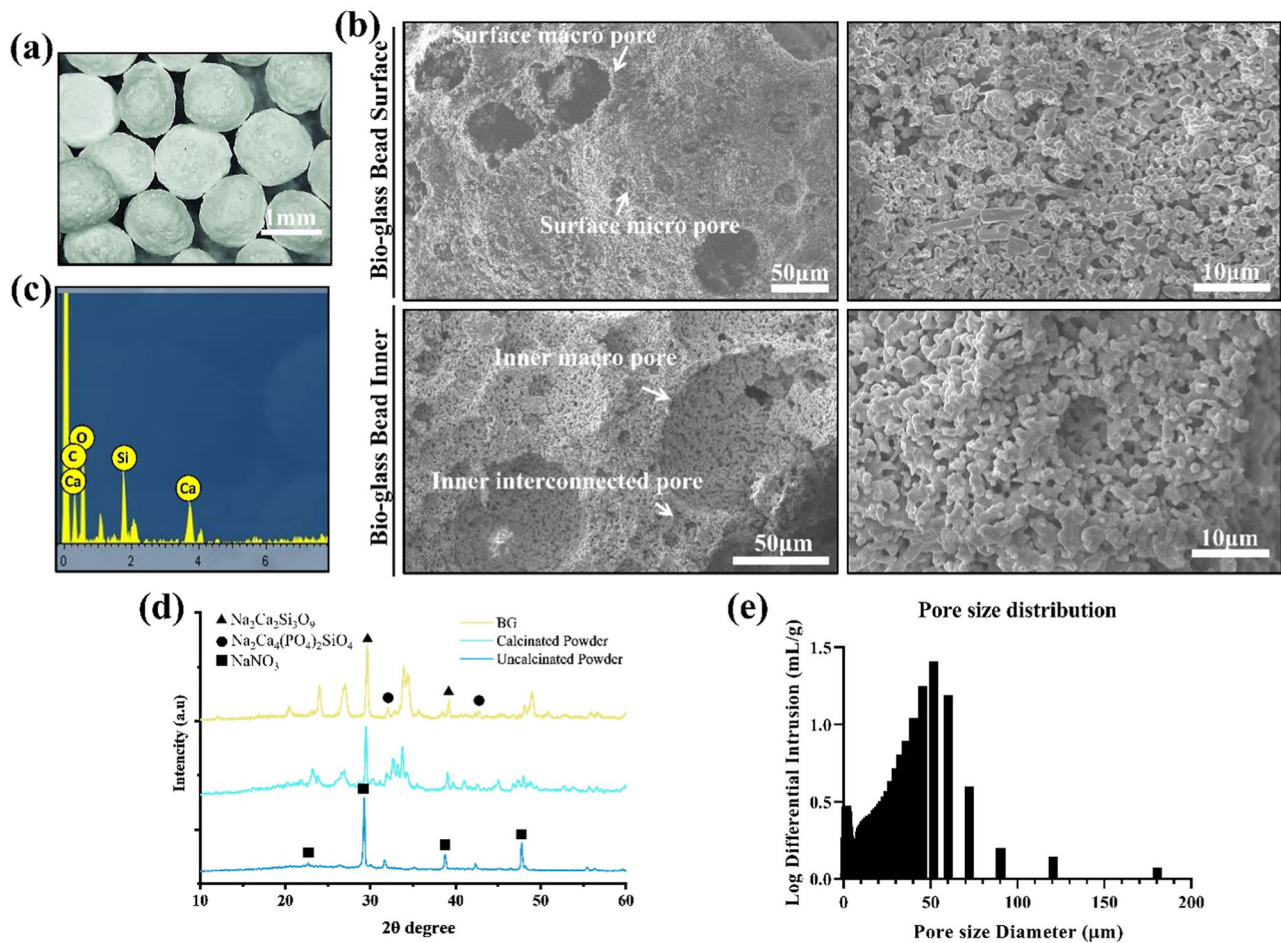 (a)
1mm
(b)
Bio-glass Bead Surface
Surface macro pore
Surface micro pore
50μm
10μm
Bio-glass Bead Inner
Inner macro pore
Inner interconnected pore
50μm
10μm
(c)
O
C
Ca
Si
Ca
0 2 4 6
(d)
▲ Na₂Ca₂Si₃O₉
● Na₂Ca₄(PO₄)₂SiO₄
■ NaNO₃
BG
Calcinated Powder
Uncalcinated Powder
Intencity (a.u)
10 20 30 40 50 60
2θ degree
(e)
Pore size distribution
Log Differential Intrusion (mL/g)
1.5
1.0
0.5
0.0
0 50 100 150 200
Pore size Diameter (μm)